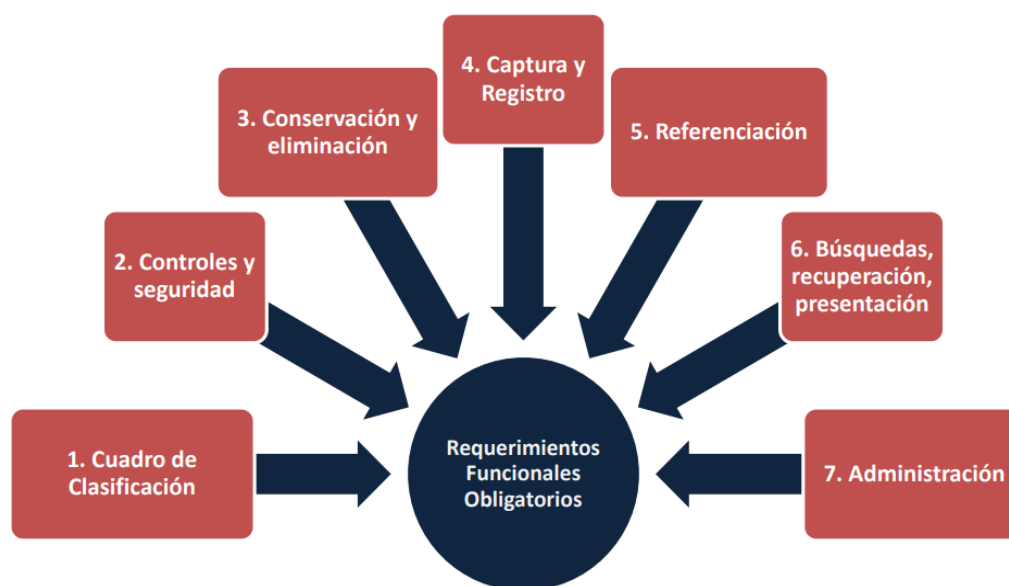 1. Cuadro de
Clasificación
2. Controles y
seguridad
3. Conservación y
eliminación
4. Captura y
Registro
5. Referenciación
6. Búsquedas,
recuperación,
presentación
7. Administración
Requerimientos
Funcionales
Obligatorios